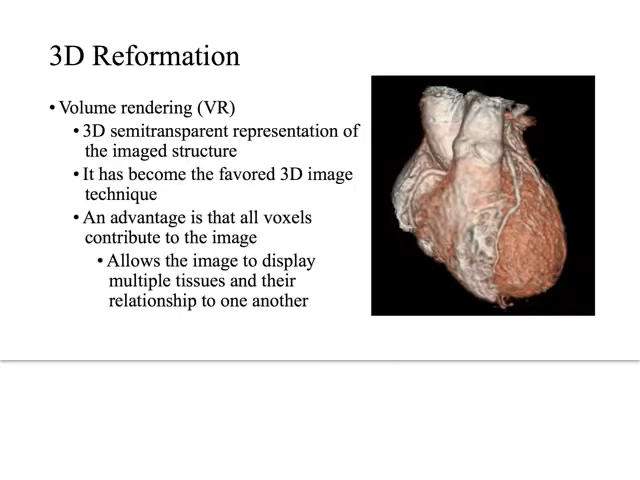 3D Reformation
• Volume rendering (VR)
• 3D semitransparent representation of
the imaged structure
• It has become the favored 3D image
technique
• An advantage is that all voxels
contribute to the image
• Allows the image to display
multiple tissues and their
relationship to one another